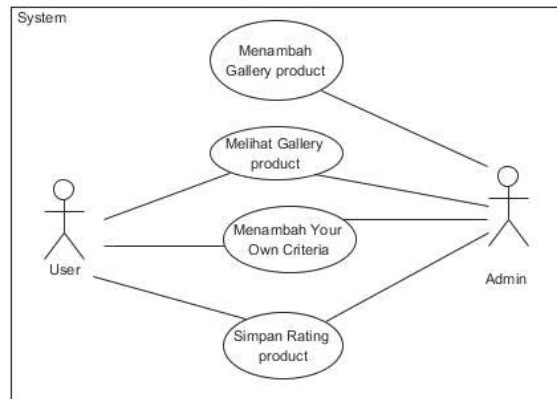 System
Menambah
Gallery product
Melihat Gallery
product
Menambah Your
Own Criteria
User
Admin
Simpan Rating
product